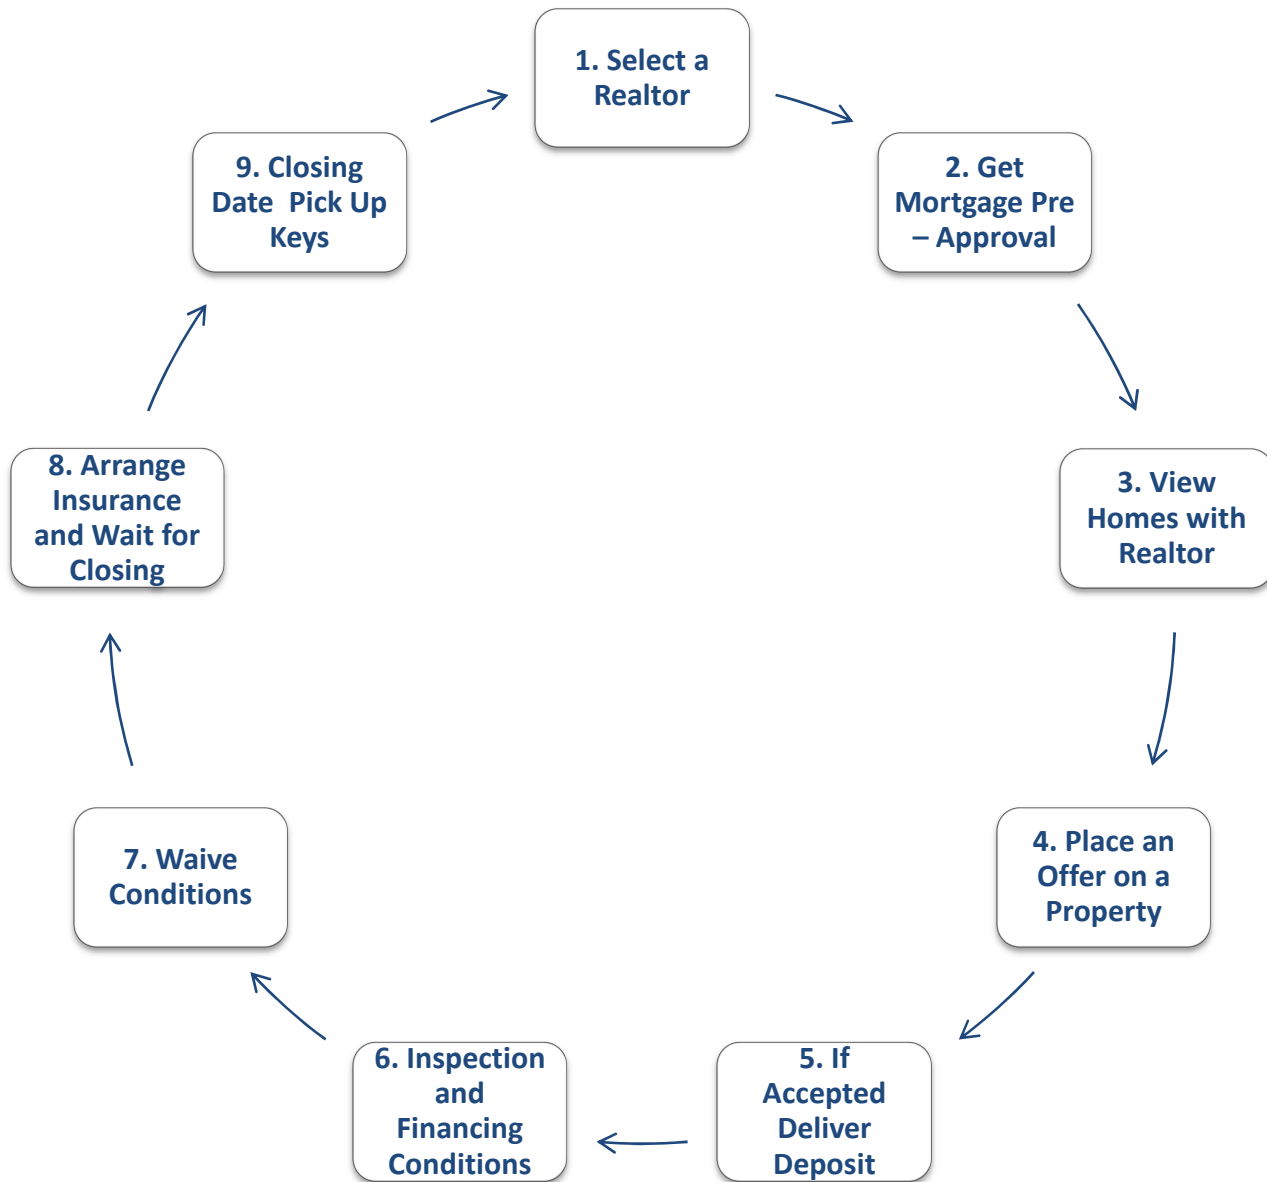 1. Select a
Realtor
2. Get
Mortgage Pre
– Approval
3. View
Homes with
Realtor
4. Place an
Offer on a
Property
5. If
Accepted
Deliver
Deposit
6. Inspection
and
Financing
Conditions
7. Waive
Conditions
8. Arrange
Insurance
and Wait for
Closing
9. Closing
Date  Pick Up
Keys